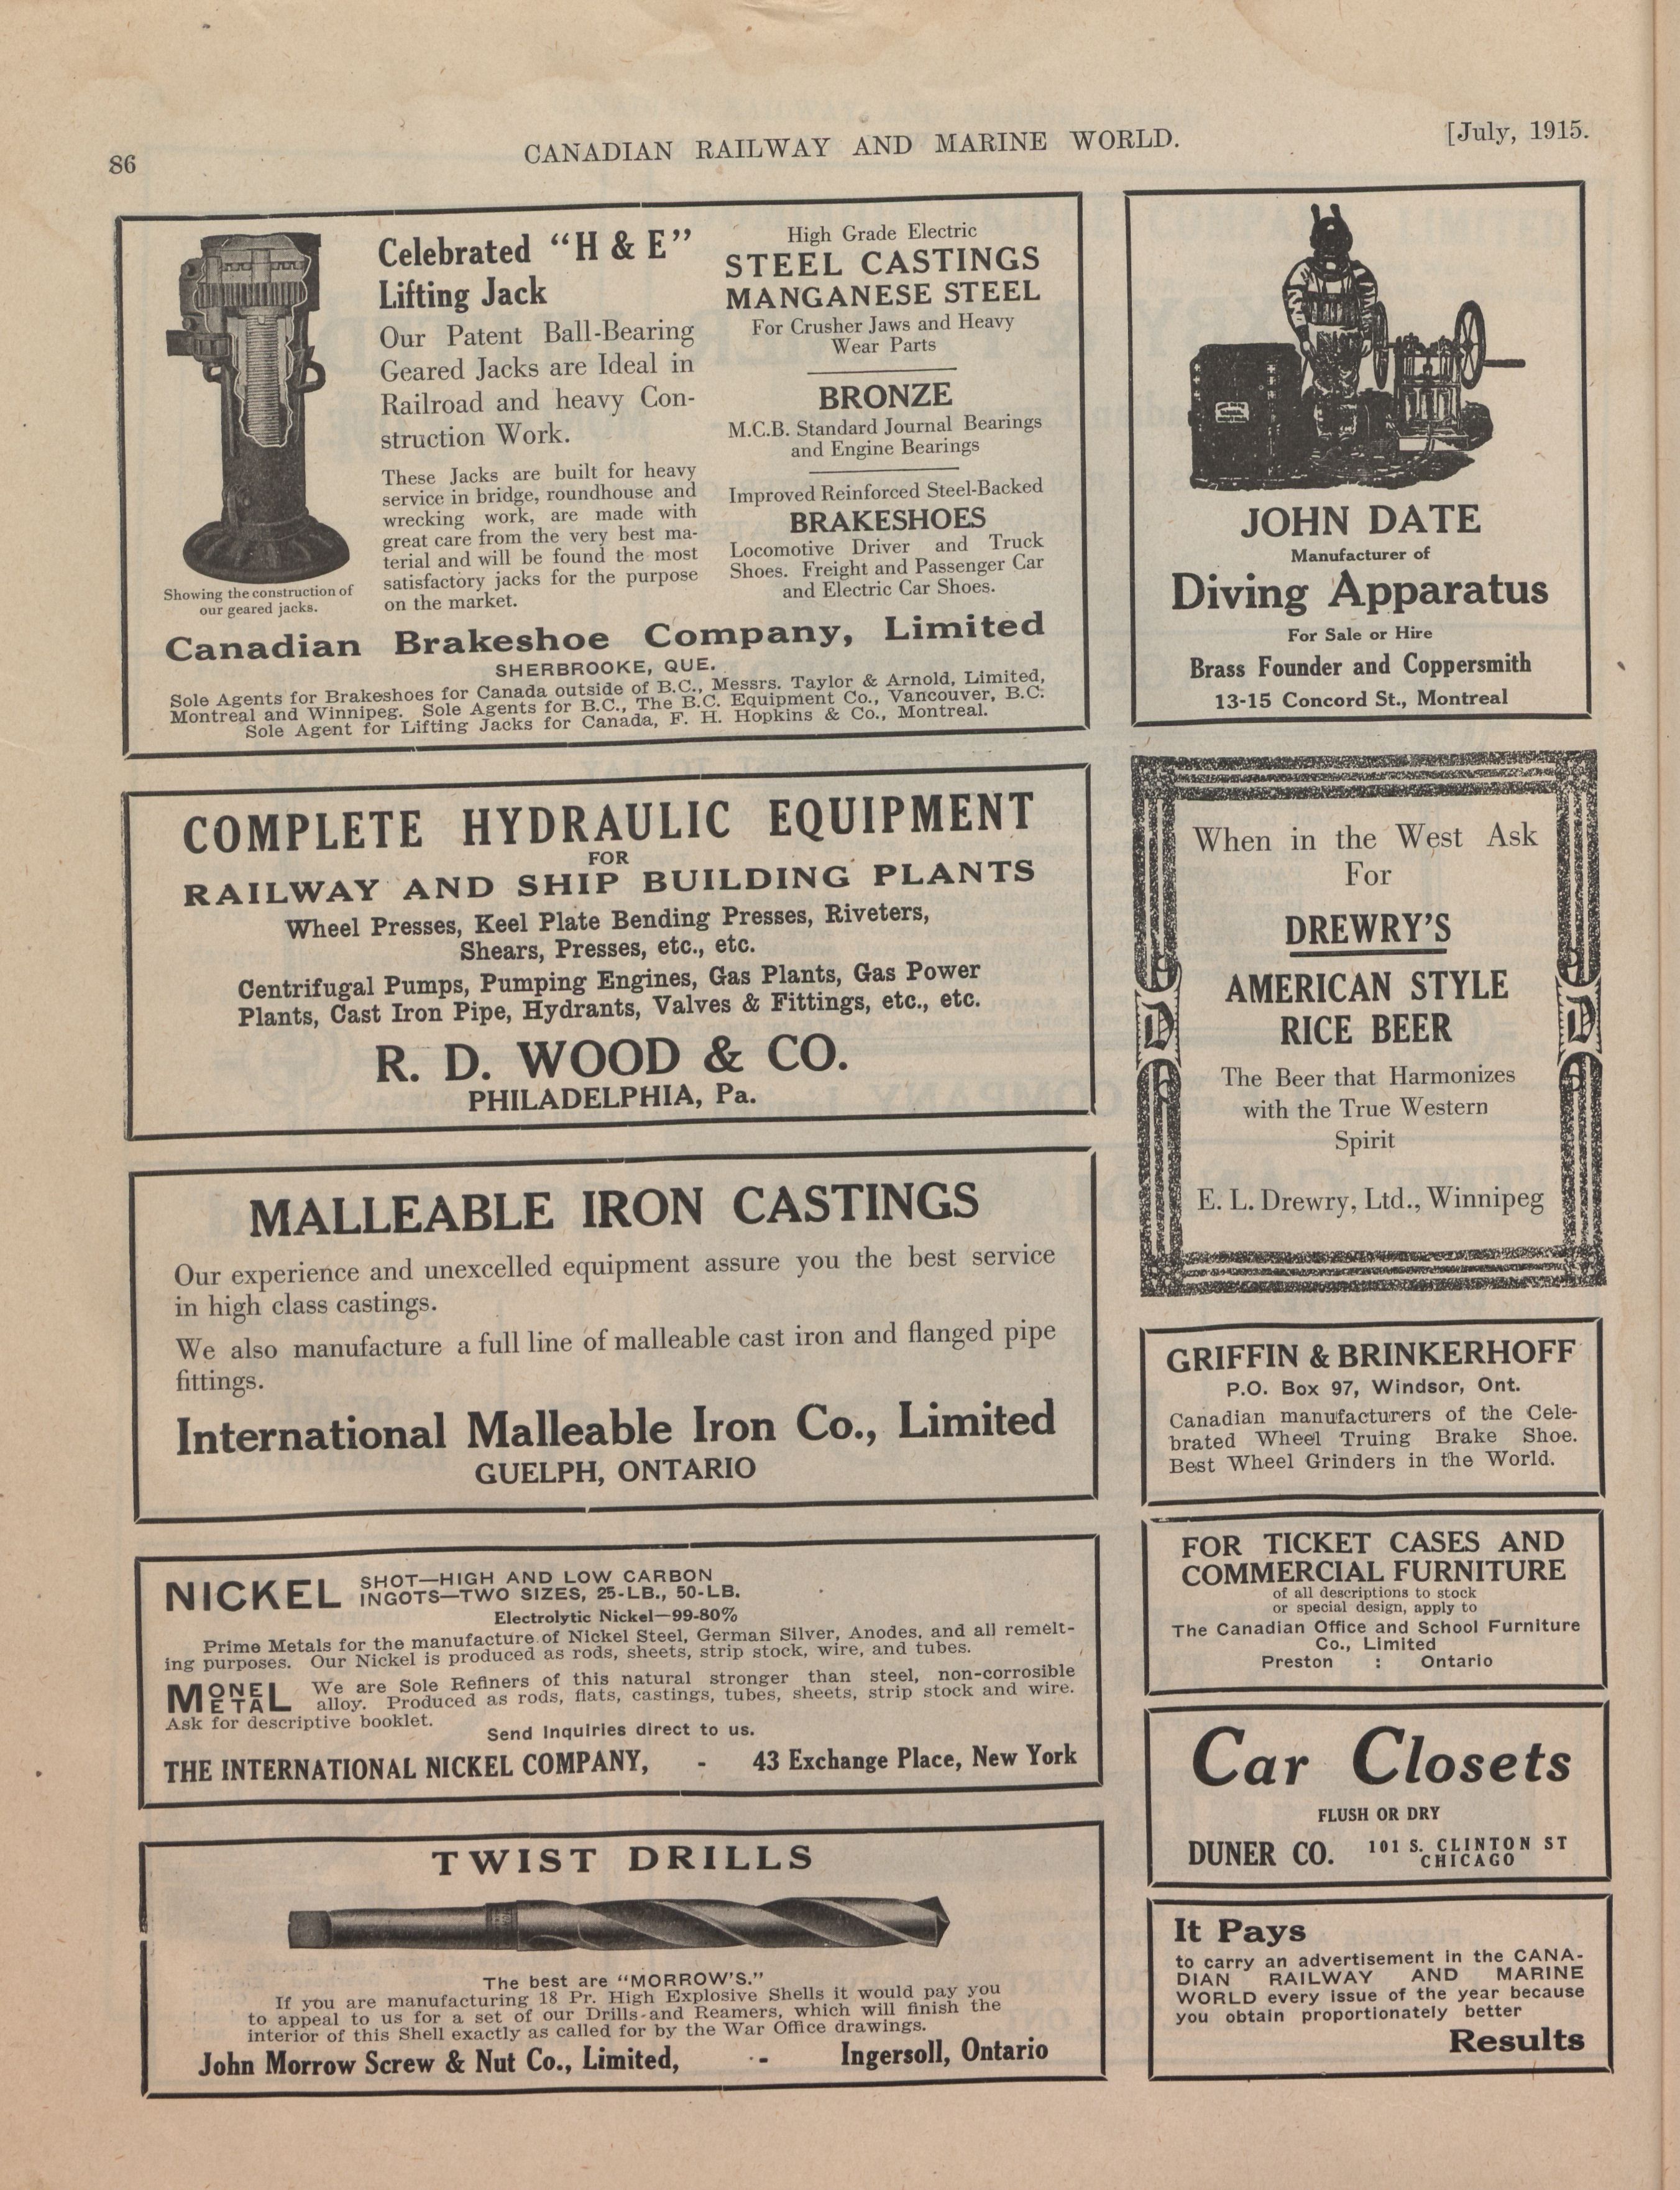 86
CANADIAN RAILWAY AND MARINE WORLD.
[July, 1915.
Celebrated "H & E"
Lifting Jack
Our Patent Ball-Bearing
Geared Jacks are Ideal in
Railroad and heavy Con-
struction Work.
These Jacks are built for heavy
service in bridge, roundhouse and
wrecking work, are made with
great care from the very best ma-
terial and will be found the most
satisfactory jacks for the purpose
on the market.
Showing the construction of
our geared jacks.
High Grade Electric
STEEL CASTINGS
MANGANESE STEEL
For Crusher Jaws and Heavy
Wear Parts
BRONZE
M.C.B. Standard Journal Bearings
and Engine Bearings
Improved Reinforced Steel-Backed
BRAKESHOES
Locomotive Driver and Truck
Shoes. Freight and Passenger Car
and Electric Car Shoes.
Canadian Brakeshoe Company, Limited
SHERBROOKE, QUE.
Sole Agents for Brakeshoes for Canada outside of B.C., Messrs. Taylor & Arnold, Limited,
Montreal and Winnipeg. Sole Agents for B.C., The B.C. Equipment Co., Vancouver, B.C.
Sole Agent for Lifting Jacks for Canada, F. H. Hopkins & Co., Montreal.
COMPLETE HYDRAULIC EQUIPMENT
FOR
RAILWAY AND SHIP BUILDING PLANTS
Wheel Presses, Keel Plate Bending Presses, Riveters,
Shears, Presses, etc., etc.
Centrifugal Pumps, Pumping Engines, Gas Plants, Gas Power
Plants, Cast Iron Pipe, Hydrants, Valves & Fittings, etc., etc.
R. D. WOOD & CO.
PHILADELPHIA, Pa.
MALLEABLE IRON CASTINGS
Our experience and unexcelled equipment assure you the best service
in high class castings.
We also manufacture a full line of malleable cast iron and flanged pipe
fittings.
International Malleable Iron Co., Limited
GUELPH, ONTARIO
NICKEL SHOT—HIGH AND LOW CARBON
INGOTS—TWO SIZES, 25-LB., 50-LB.
Electrolytic Nickel—99-80%
Prime Metals for the manufacture of Nickel Steel, German Silver, Anodes, and all remelt-
ing purposes. Our Nickel is produced as rods, sheets, strip stock, wire, and tubes.
MONEL METAL We are Sole Refiners of this natural stronger than steel, non-corrosible
alloy. Produced as rods, flats, castings, tubes, sheets, strip stock and wire.
Ask for descriptive booklet.
Send Inquiries direct to us.
THE INTERNATIONAL NICKEL COMPANY, - 43 Exchange Place, New York
TWIST DRILLS
The best are "MORROW'S."
If you are manufacturing 18 Pr. High Explosive Shells it would pay you
to appeal to us for a set of our Drills and Reamers, which will finish the
interior of this Shell exactly as called for by the War Office drawings.
John Morrow Screw & Nut Co., Limited, - Ingersoll, Ontario
JOHN DATE
Manufacturer of
Diving Apparatus
For Sale or Hire
Brass Founder and Coppersmith
13-15 Concord St., Montreal
When in the West Ask
For
DREWRY'S
AMERICAN STYLE
RICE BEER
D D
The Beer that Harmonizes
with the True Western
Spirit
E. L. Drewry, Ltd., Winnipeg
GRIFFIN & BRINKERHOFF
P.O. Box 97, Windsor, Ont.
Canadian manufacturers of the Cele-
brated Wheel Truing Brake Shoe.
Best Wheel Grinders in the World.
FOR TICKET CASES AND
COMMERCIAL FURNITURE
of all descriptions to stock
or special design, apply to
The Canadian Office and School Furniture
Co., Limited
Preston : Ontario
Car Closets
FLUSH OR DRY
DUNER CO. 101 S. CLINTON ST
CHICAGO
It Pays
to carry an advertisement in the CANA-
DIAN RAILWAY AND MARINE
WORLD every issue of the year because
you obtain proportionately better
Results